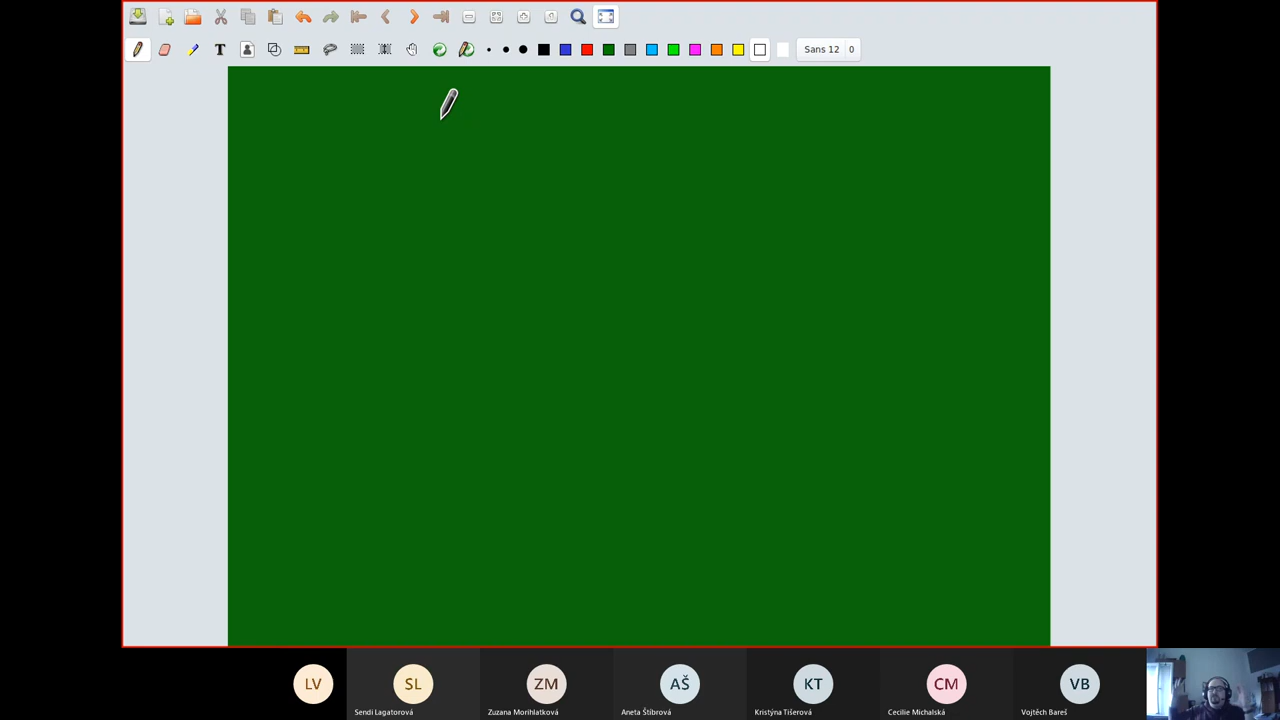 T
Sans 12
0
LV
SL
ZM
AŠ
KT
CM
VB
Sendi Lagatorová
Zuzana Morihlatková
Aneta Štíbrová
Kristýna Tišerová
Cecilie Michalská
Vojtěch Bareš